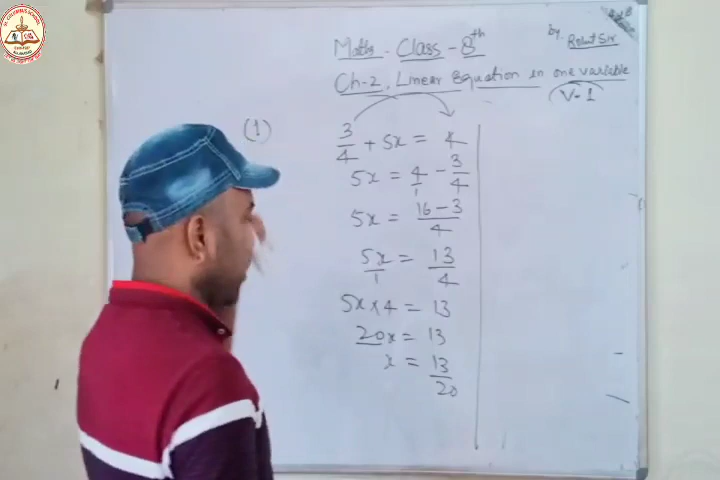 Maths. Class - 8th
by. Rohit Sir
Ch-2. Linear Equation in one variable
V-1
(1)
3/4 + 5x = 4
5x = 4/1 - 3/4
5x = 16-3/4
5x/1 = 13/4
5x x 4 = 13
20x = 13
x = 13/20